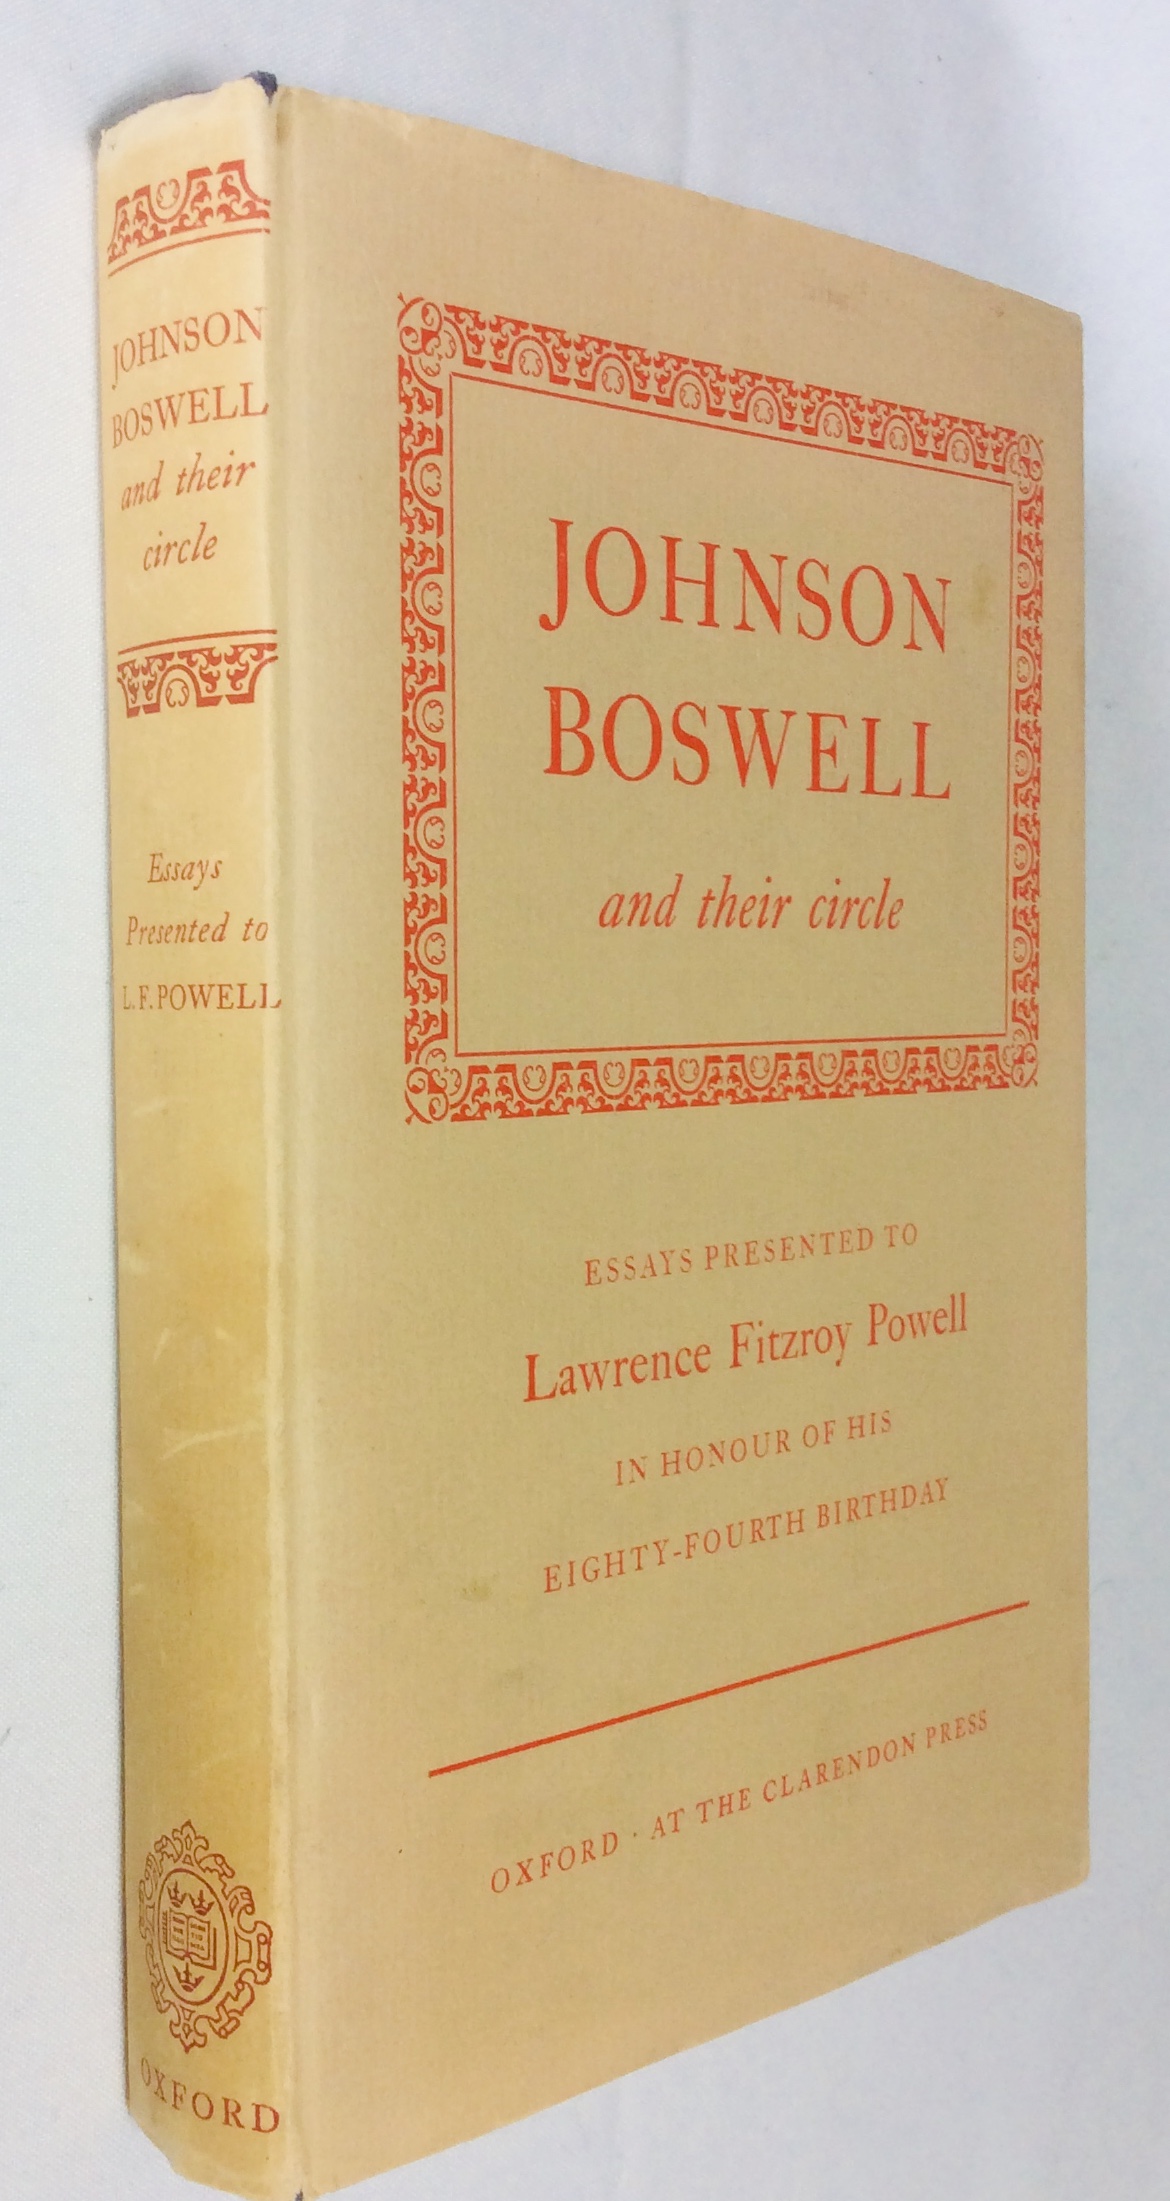 JOHNSON
BOSWELL
and their
circle
Essays
Presented to
L.F. POWELL
OXFORD
JOHNSON
BOSWELL
and their circle
ESSAYS PRESENTED TO
Lawrence Fitzroy Powell
IN HONOUR OF HIS
EIGHTY-FOURTH BIRTHDAY
OXFORD · AT THE CLARENDON PRESS